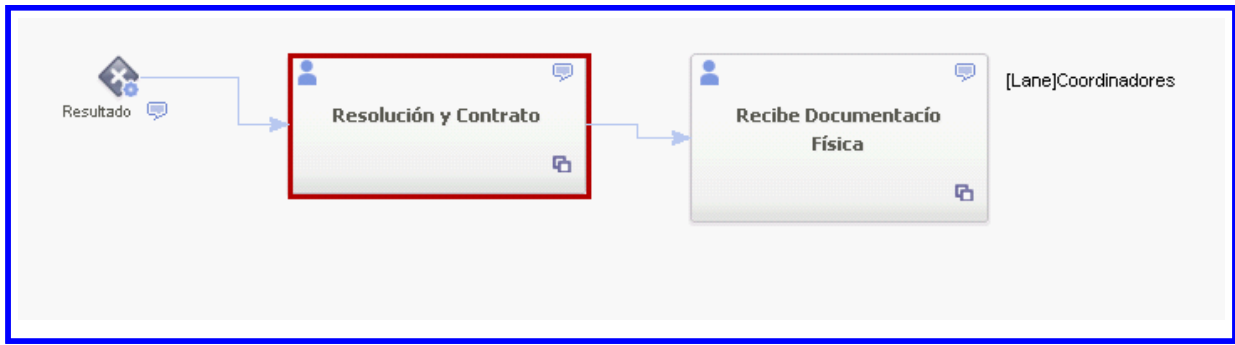 Resultado
Resolución y Contrato
Recibe Documentacío
Física
[Lane]Coordinadores